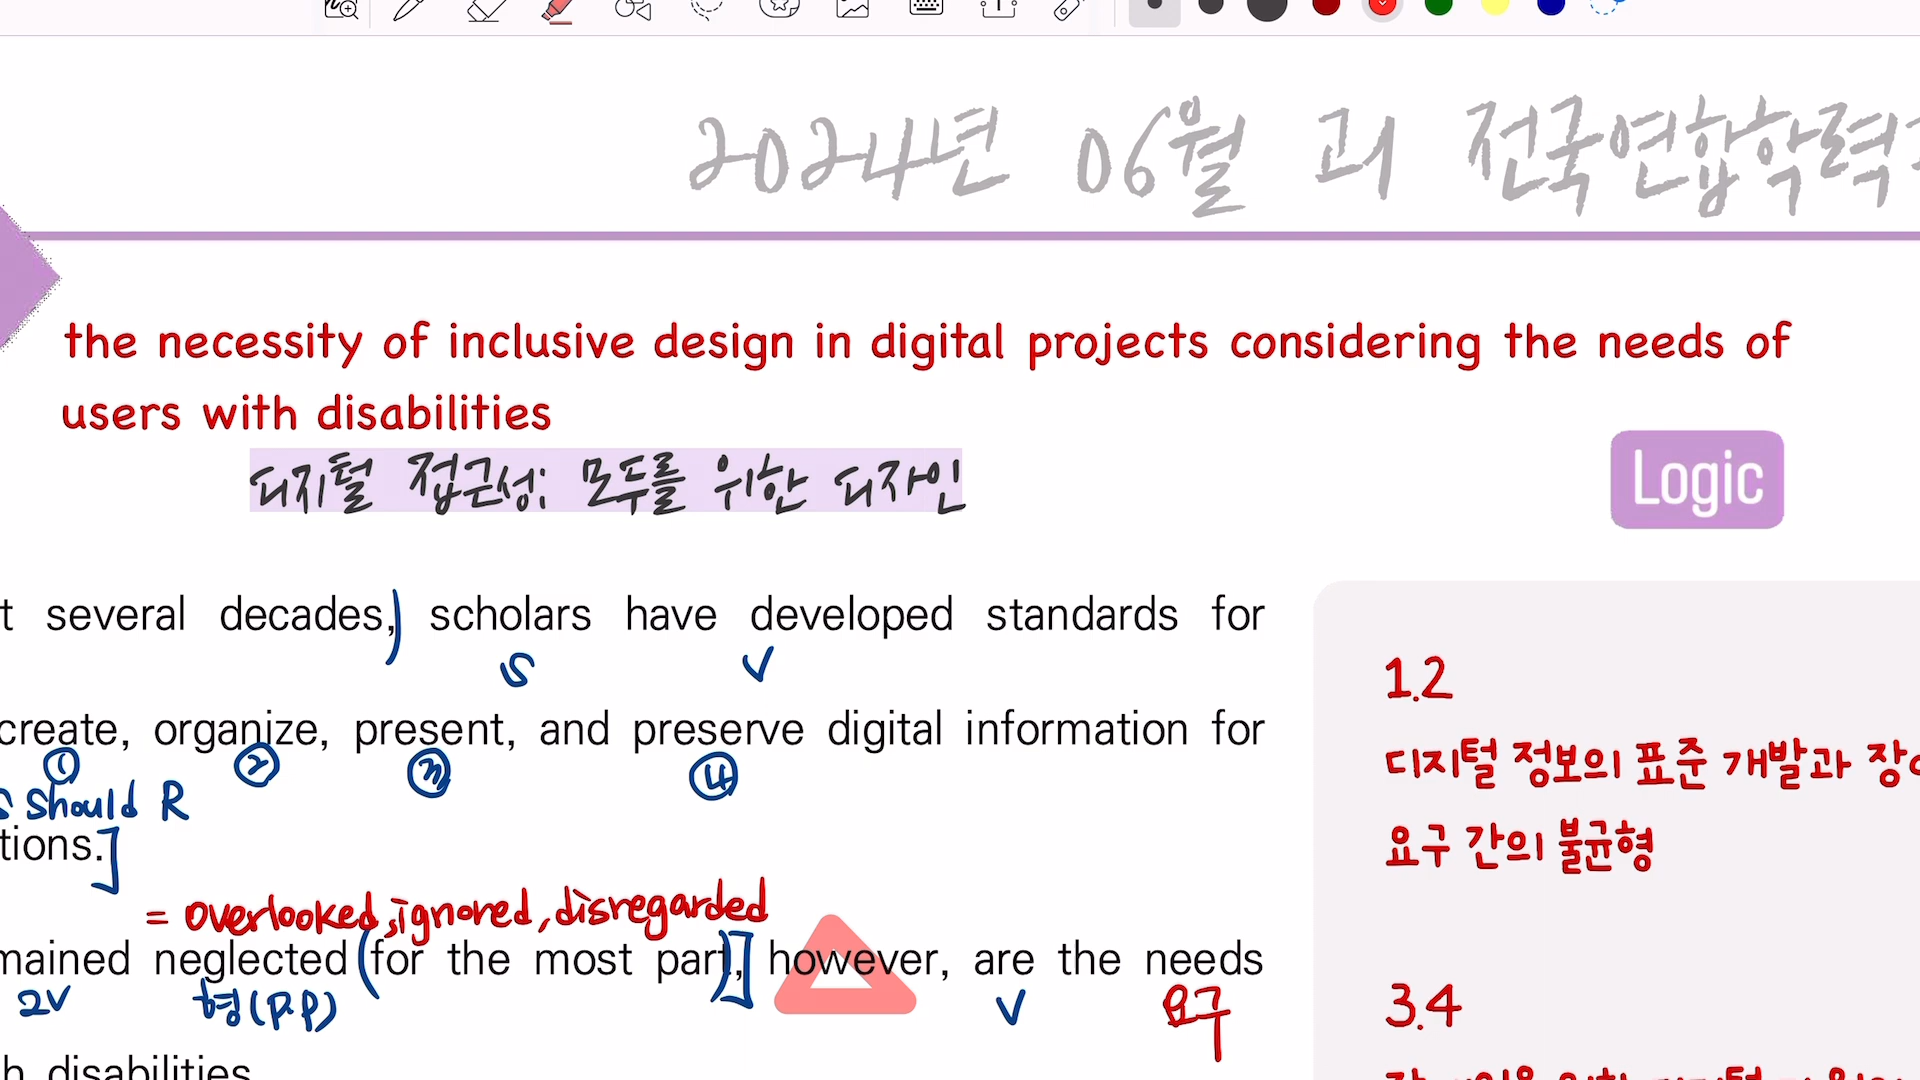 2024년 06월 고1 전국연합학력
the necessity of inclusive design in digital projects considering the needs of
users with disabilities
디지털 접근성: 모두를 위한 디자인
Logic
t several decades, scholars have developed standards for
S V
create, organize, present, and preserve digital information for
① ② ③ ④
S should R
tions.]
= overlooked, ignored, disregarded
mained neglected (for the most part,)] however, are the needs
2V 형(p.p) V 요구
h disabilities
1.2
디지털 정보의 표준 개발과
요구 간의 불균형
3.4